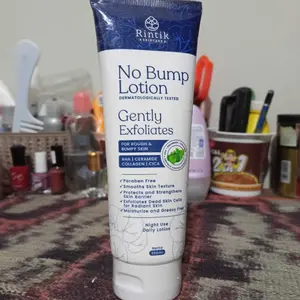 Rintik
SKINCARE
No Bump
Lotion
DERMATOLOGICALLY TESTED
Gently
Exfoliates
FOR ROUGH &
BUMPY SKIN
AHA | CERAMIDE
COLLAGEN | CICA
✓Paraben Free
✓Smooths Skin Texture
✓Protects and Strengthens
Skin Barrier
✓Exfoliates Dead Skin Cells
for Radiant Skin
✓Moisturize and Greasy Free
Night Use
Daily Lotion
Netto